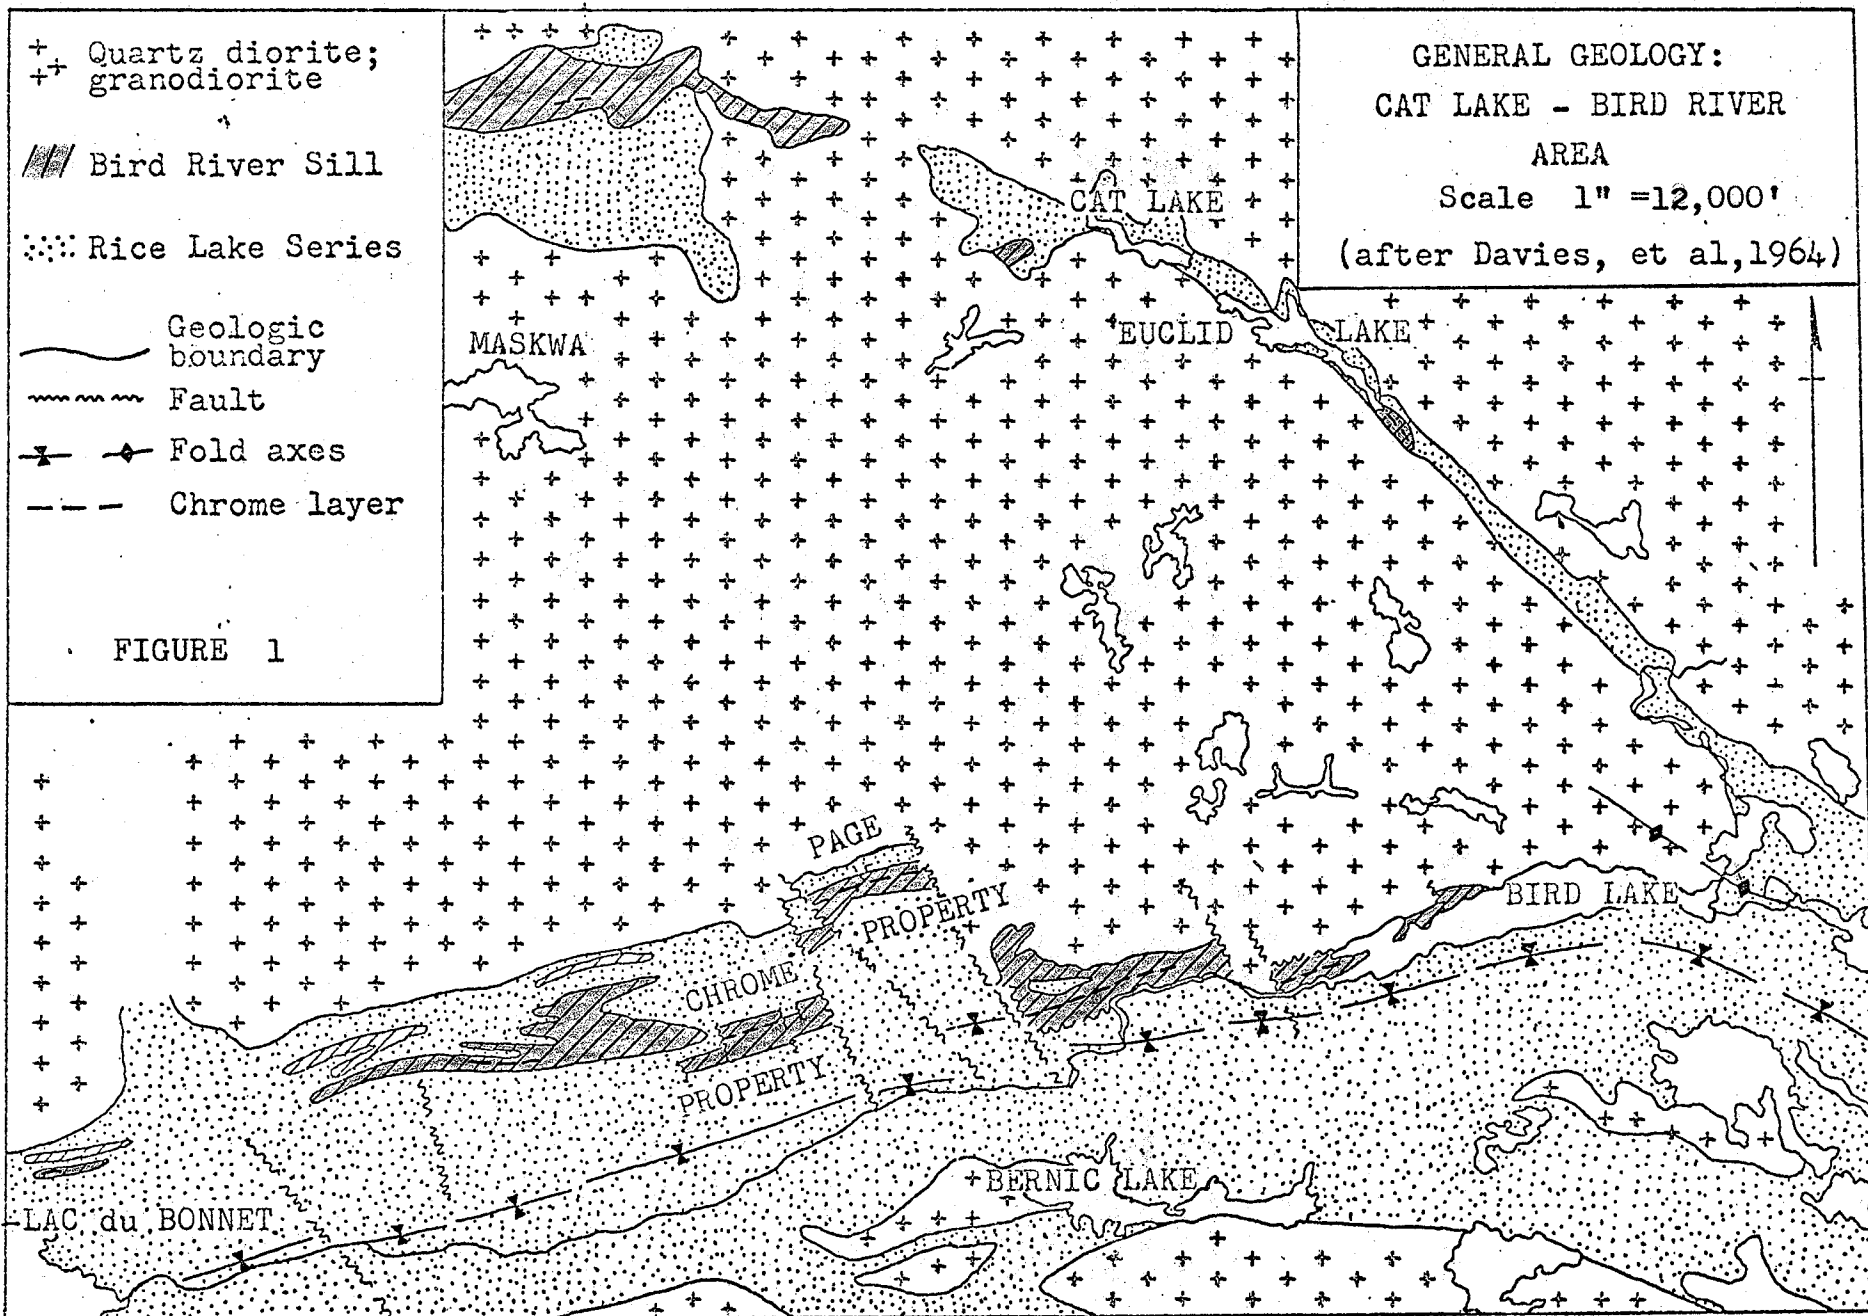 Quartz diorite;
granodiorite
Bird River Sill
Rice Lake Series
Geologic
boundary
Fault
Fold axes
Chrome layer
FIGURE 1
GENERAL GEOLOGY:
CAT LAKE - BIRD RIVER
AREA
Scale 1" =12,000'
(after Davies, et al,1964)
CAT LAKE
MASKWA
EUCLID LAKE
PAGE
PROPERTY
BIRD LAKE
CHROME
PROPERTY
BERNIC LAKE
LAC du BONNET